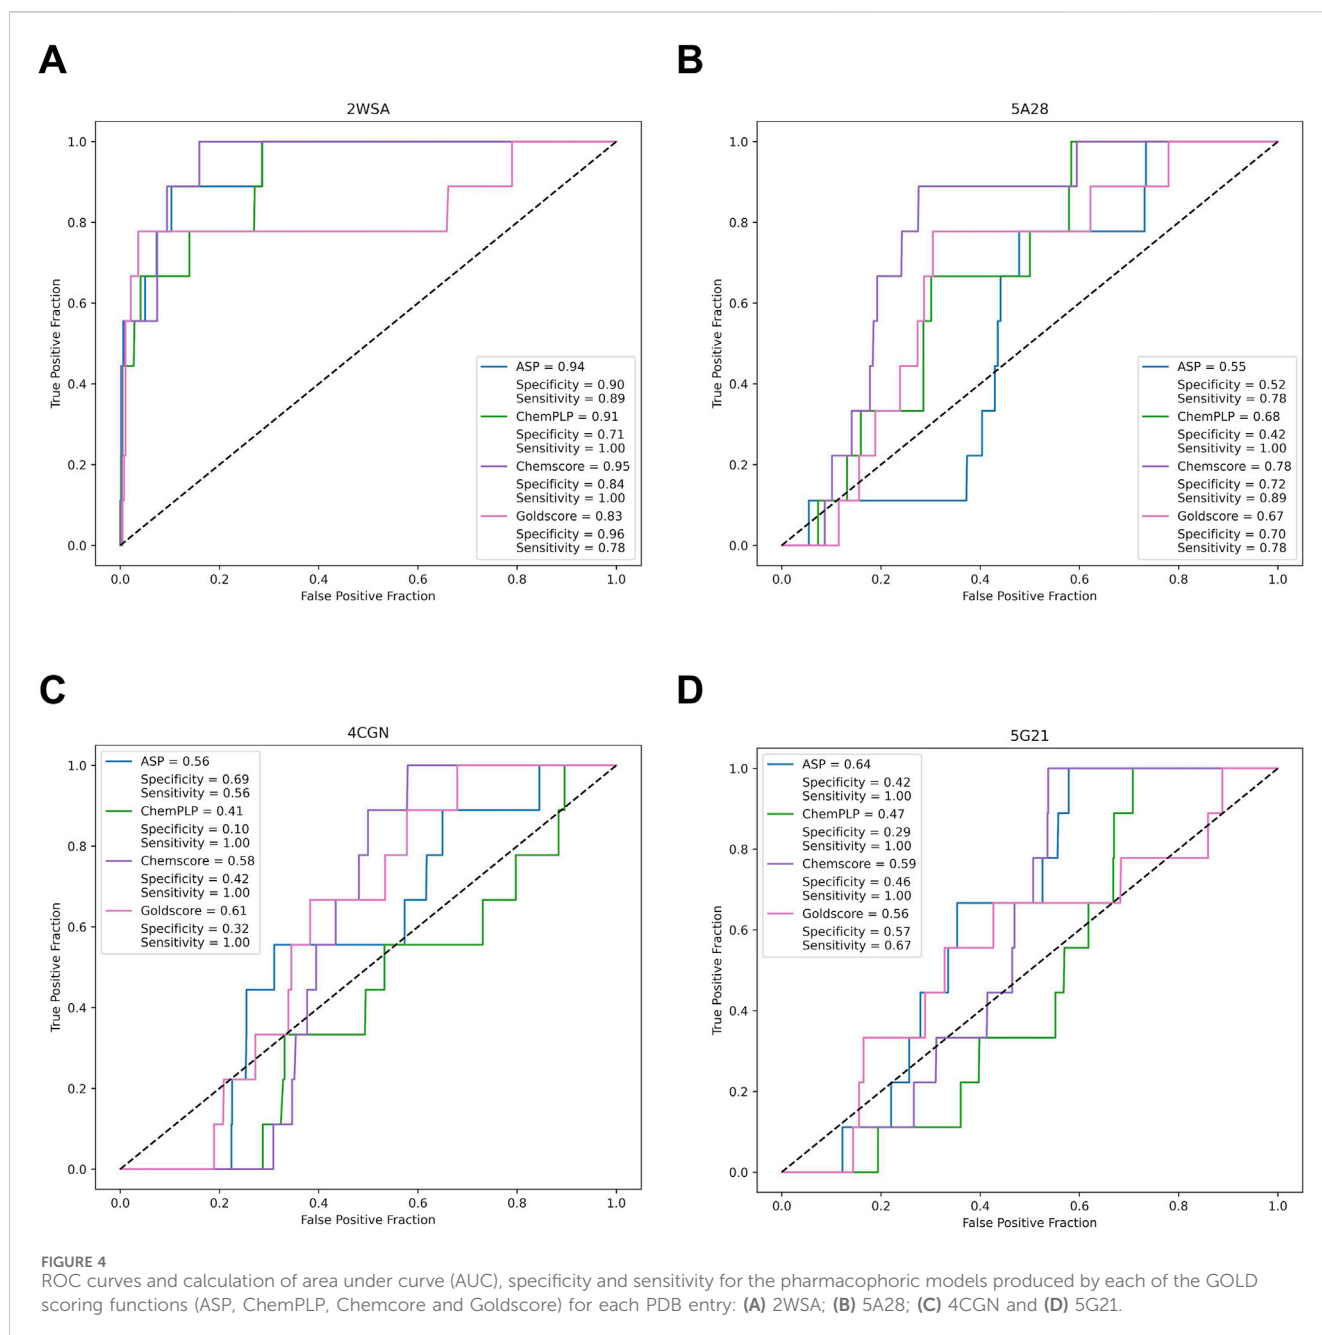 A
2WSA
True Positive Fraction
1.0
0.8
0.6
0.4
0.2
0.0
ASP = 0.94
Specificity = 0.90
Sensitivity = 0.89
ChemPLP = 0.91
Specificity = 0.71
Sensitivity = 1.00
Chemscore = 0.95
Specificity = 0.84
Sensitivity = 1.00
Goldscore = 0.83
Specificity = 0.96
Sensitivity = 0.78
0.0 0.2 0.4 0.6 0.8 1.0
False Positive Fraction
B
5A28
True Positive Fraction
1.0
0.8
0.6
0.4
0.2
0.0
ASP = 0.55
Specificity = 0.52
Sensitivity = 0.78
ChemPLP = 0.68
Specificity = 0.42
Sensitivity = 1.00
Chemscore = 0.78
Specificity = 0.72
Sensitivity = 0.89
Goldscore = 0.67
Specificity = 0.70
Sensitivity = 0.78
0.0 0.2 0.4 0.6 0.8 1.0
False Positive Fraction
C
4CGN
True Positive Fraction
1.0
0.8
0.6
0.4
0.2
0.0
ASP = 0.56
Specificity = 0.69
Sensitivity = 0.56
ChemPLP = 0.41
Specificity = 0.10
Sensitivity = 1.00
Chemscore = 0.58
Specificity = 0.42
Sensitivity = 1.00
Goldscore = 0.61
Specificity = 0.32
Sensitivity = 1.00
0.0 0.2 0.4 0.6 0.8 1.0
False Positive Fraction
D
5G21
True Positive Fraction
1.0
0.8
0.6
0.4
0.2
0.0
ASP = 0.64
Specificity = 0.42
Sensitivity = 1.00
ChemPLP = 0.47
Specificity = 0.29
Sensitivity = 1.00
Chemscore = 0.59
Specificity = 0.46
Sensitivity = 1.00
Goldscore = 0.56
Specificity = 0.57
Sensitivity = 0.67
0.0 0.2 0.4 0.6 0.8 1.0
False Positive Fraction
FIGURE 4
ROC curves and calculation of area under curve (AUC), specificity and sensitivity for the pharmacophoric models produced by each of the GOLD
scoring functions (ASP, ChemPLP, Chemcore and Goldscore) for each PDB entry: (A) 2WSA; (B) 5A28; (C) 4CGN and (D) 5G21.